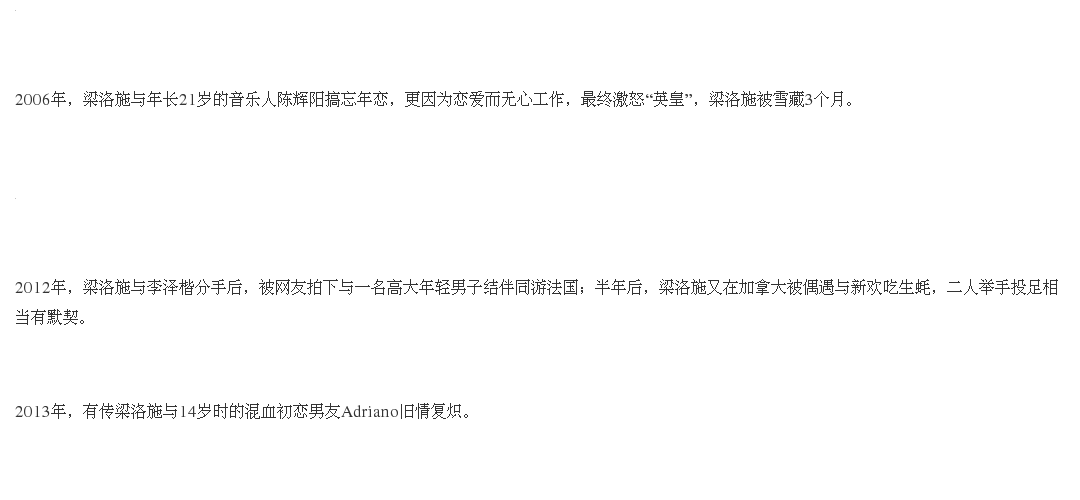 2006年，梁洛施与年长21岁的音乐人陈辉阳搞忘年恋，更因为恋爱而无心工作，最终激怒“英皇”，梁洛施被雪藏3个月。
2012年，梁洛施与李泽楷分手后，被网友拍下与一名高大年轻男子结伴同游法国；半年后，梁洛施又在加拿大被偶遇与新欢吃生蚝，二人举手投足相
当有默契。
2013年，有传梁洛施与14岁时的混血初恋男友Adriano旧情复炽。